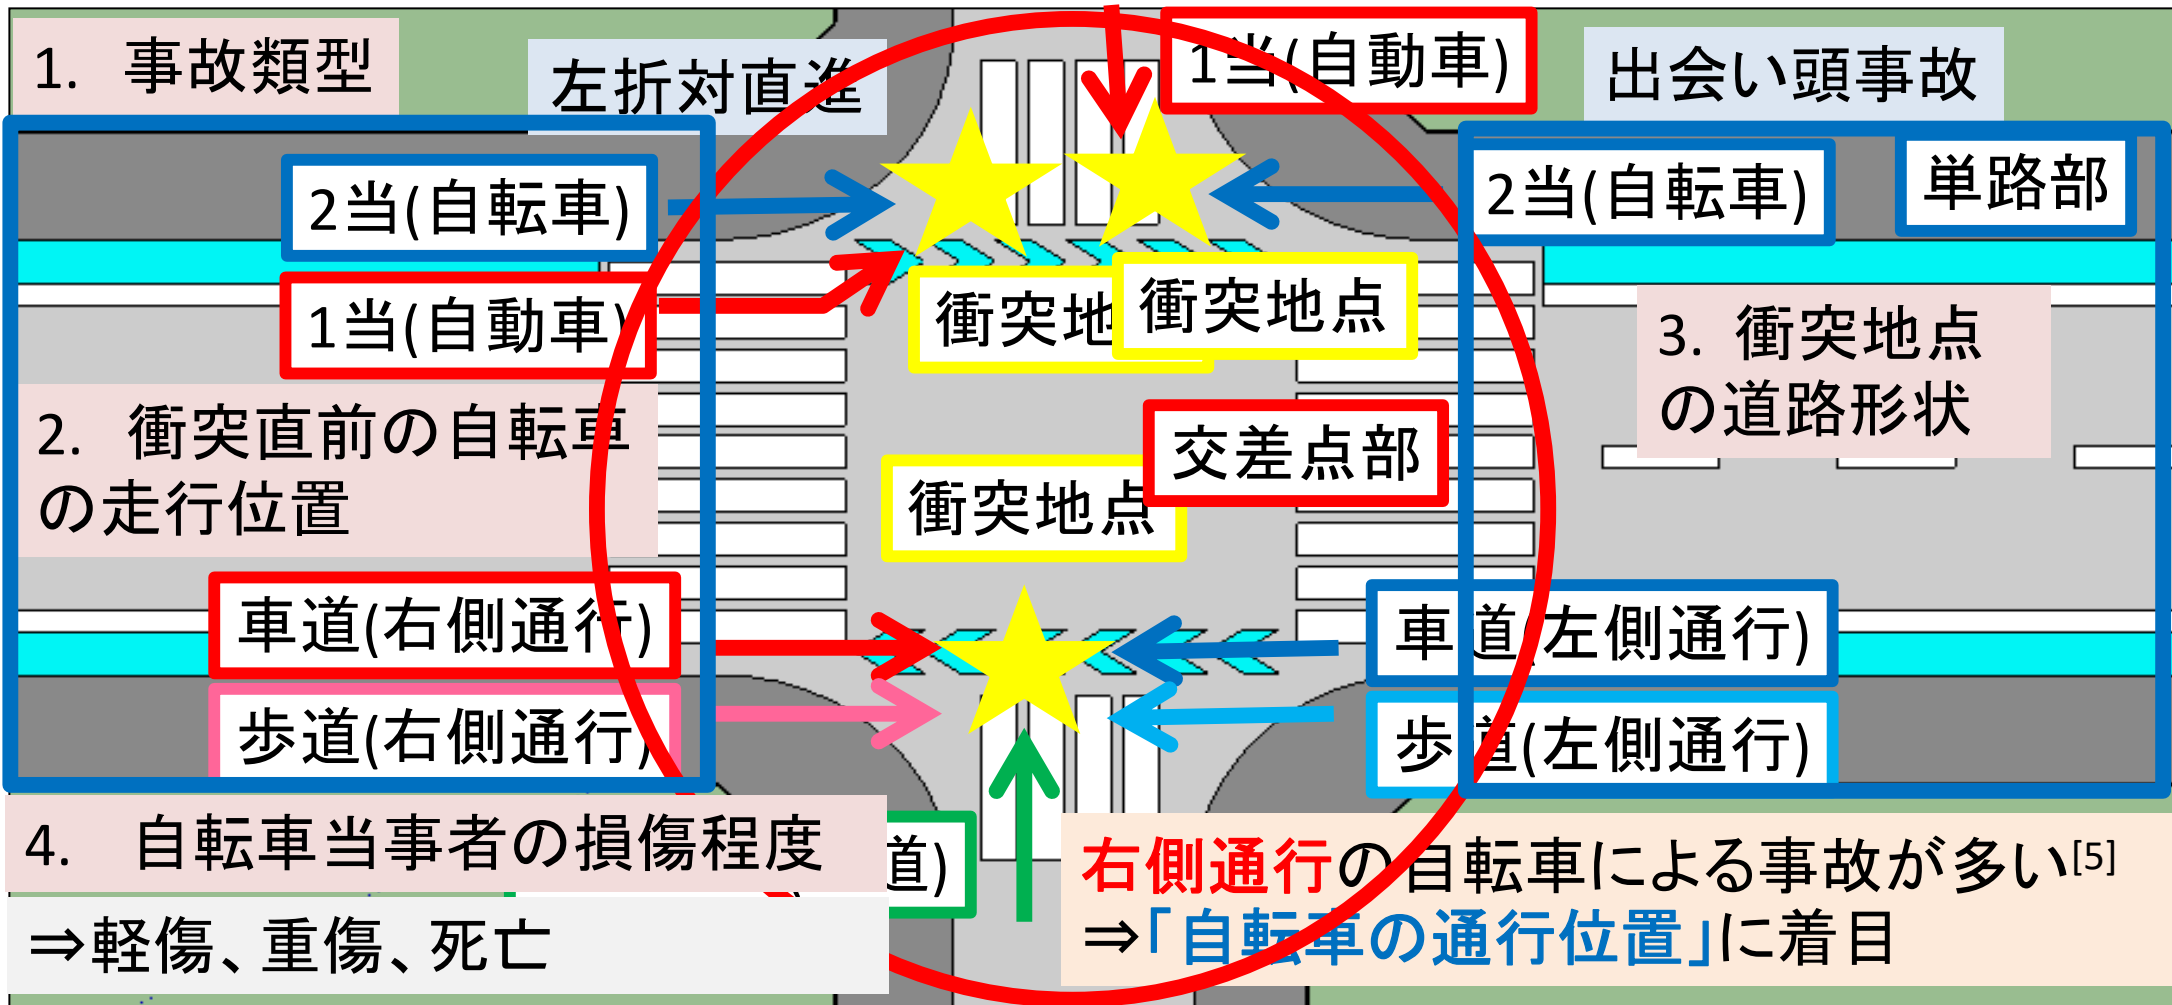 1. 事故類型
左折対直進
1当(自動車)
出会い頭事故
2当(自転車)
2当(自転車)
単路部
1当(自動車)
衝突地
衝突地点
3. 衝突地点
の道路形状
2. 衝突直前の自転車
の走行位置
交差点部
衝突地点
車道(右側通行)
車道(左側通行)
歩道(右側通行)
歩道(左側通行)
4. 自転車当事者の損傷程度
⇒軽傷、重傷、死亡
道)
右側通行の自転車による事故が多い[5]
⇒「自転車の通行位置」に着目